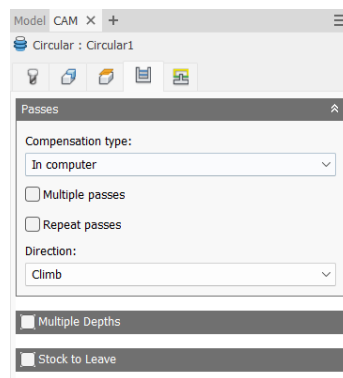 Model CAM
Circular : Circular1
Passes
Compensation type:
In computer
Multiple passes
Repeat passes
Direction:
Climb
Multiple Depths
Stock to Leave